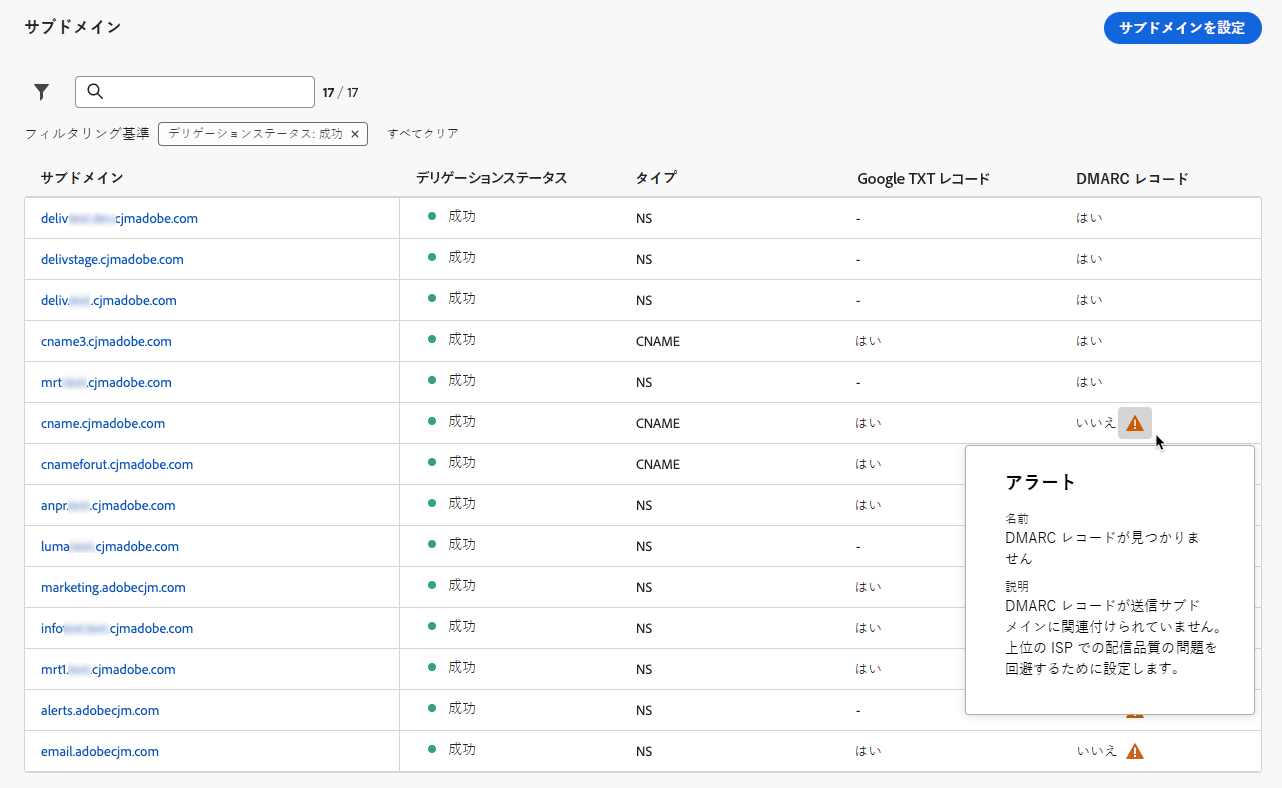 サブドメイン
サブドメインを設定
17 / 17
フィルタリング基準 デリゲーションステータス: 成功 × すべてクリア
サブドメイン デリゲーションステータス タイプ Google TXT レコード DMARC レコード
deliv cjmadobe.com 成功 NS - はい
delivstage.cjmadobe.com 成功 NS - はい
deliv. .cjmadobe.com 成功 NS - はい
cname3.cjmadobe.com 成功 CNAME はい はい
mrt .cjmadobe.com 成功 NS - はい
cname.cjmadobe.com 成功 CNAME はい いいえ
cnameforut.cjmadobe.com 成功 CNAME はい
anpr. .cjmadobe.com 成功 NS はい
luma cjmadobe.com 成功 NS -
marketing.adobecjm.com 成功 NS はい
info .cjmadobe.com 成功 NS はい
mrt1. .cjmadobe.com 成功 NS はい
alerts.adobecjm.com 成功 NS -
email.adobecjm.com 成功 NS はい いいえ
アラート
名前
DMARC レコードが見つかりま
せん
説明
DMARC レコードが送信サブド
メインに関連付けられていません。
上位の ISP での配信品質の問題を
回避するために設定します。